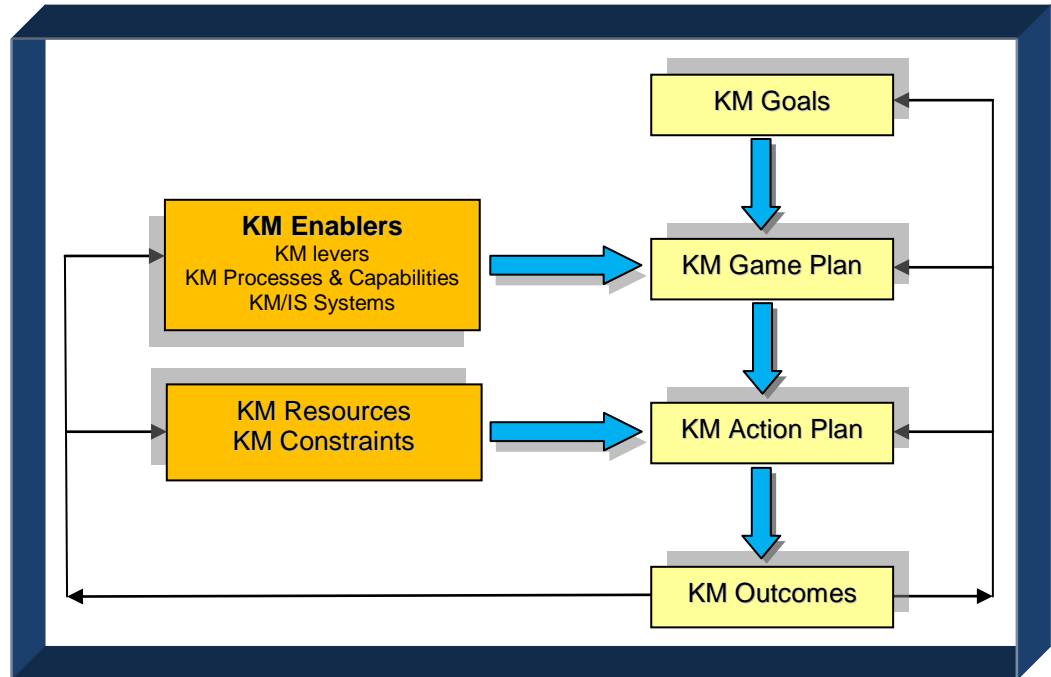 KM Goals
KM Enablers
KM levers
KM Processes & Capabilities
KM/IS Systems
KM Game Plan
KM Resources
KM Constraints
KM Action Plan
KM Outcomes